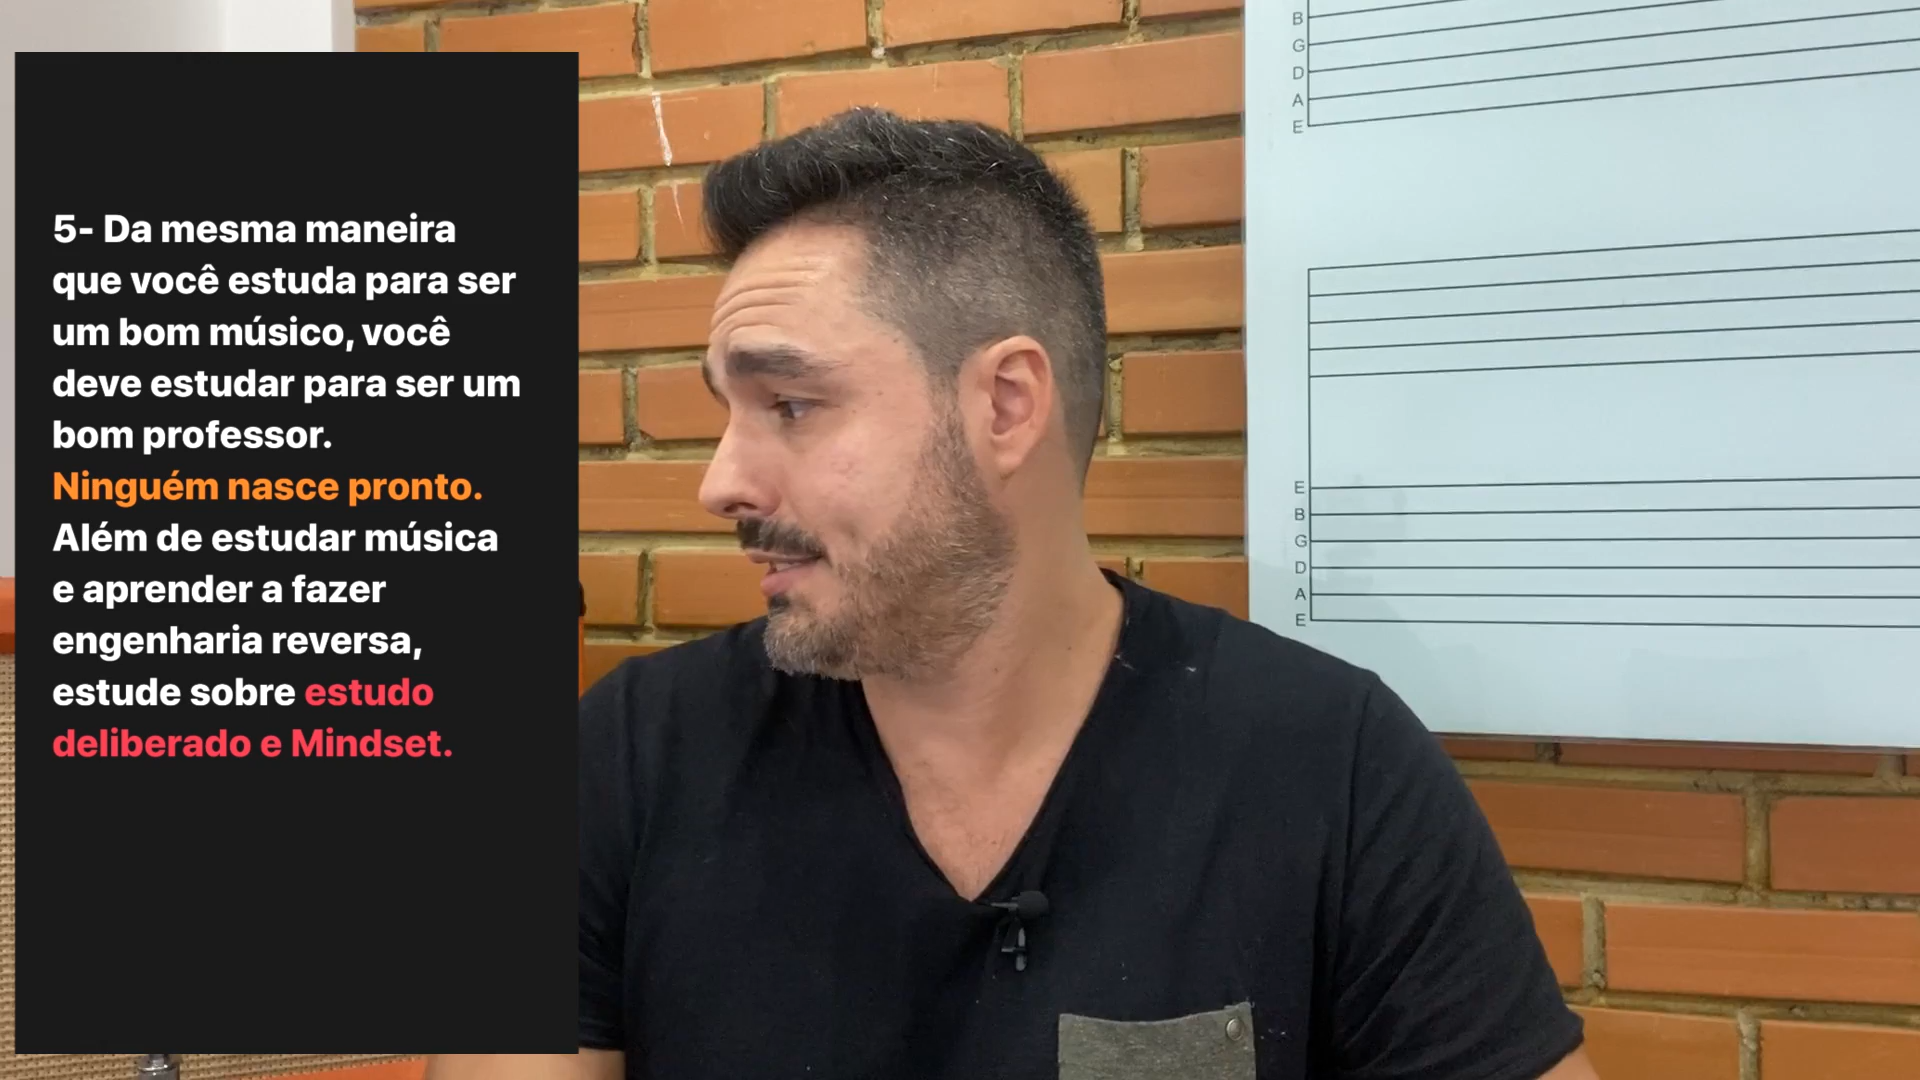 5- Da mesma maneira
que você estuda para ser
um bom músico, você
deve estudar para ser um
bom professor.
Ninguém nasce pronto.
Além de estudar música
e aprender a fazer
engenharia reversa,
estude sobre estudo
deliberado e Mindset.
B
G
D
A
E
E
B
G
D
A
E